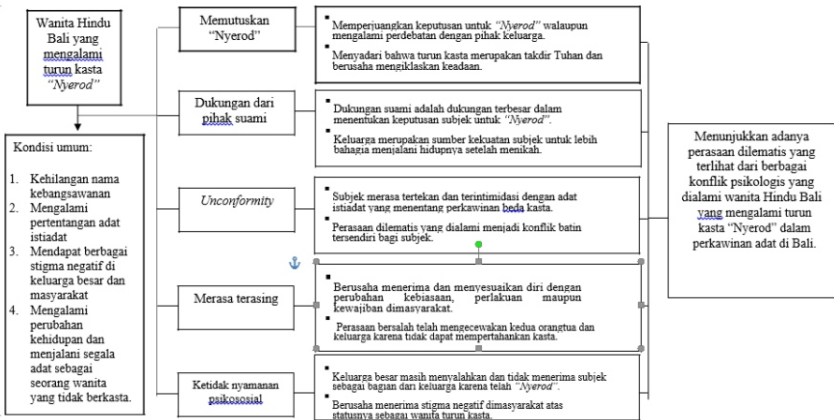 Wanita Hindu
Bali yang
mengalami
turun kasta
“Nyerod”
Kondisi umum:
1. Kehilangan nama
kebangsawanan
2. Mengalami
pertentangan adat
istiadat
3. Mendapat berbagai
stigma negatif di
keluarga besar dan
masyarakat
4. Mengalami
perubahan
kehidupan dan
menjalani segala
adat sebagai
seorang wanita
yang tidak berkasta.
Memutuskan
“Nyerod”
Memperjuangkan keputusan untuk “Nyerod” walaupun
mengalami perdebatan dengan pihak keluarga.
Menyadari bahwa turun kasta merupakan takdir Tuhan dan
berusaha mengiklaskan keadaan.
Dukungan dari
pihak suami
Dukungan suami adalah dukungan terbesar dalam
menentukan keputusan subjek untuk “Nyerod”.
Keluarga merupakan sumber kekuatan subjek untuk lebih
bahagia menjalani hidupnya setelah menikah.
Unconformity
Subjek merasa tertekan dan terintimidasi dengan adat
istiadat yang menentang perkawinan beda kasta.
Perasaan dilematis yang dialami menjadi konflik batin
tersendiri bagi subjek.
Merasa terasing
Berusaha menerima dan menyesuaikan diri dengan
perubahan kebiasaan, perlakuan maupun
kewajiban dimasyarakat.
Perasaan bersalah telah mengecewakan kedua orangtua dan
keluarga karena tidak dapat mempertahankan kasta.
Ketidak nyamanan
psikososial
Keluarga besar masih menyalahkan dan tidak menerima subjek
sebagai bagian dari keluarga karena telah “Nyerod”.
Berusaha menerima stigma negatif dimasyarakat atas
statusnya sebagai wanita turun kasta.
Menunjukkan adanya
perasaan dilematis yang
terlihat dari berbagai
konflik psikologis yang
dialami wanita Hindu Bali
yang mengalami turun
kasta “Nyerod” dalam
perkawinan adat di Bali.